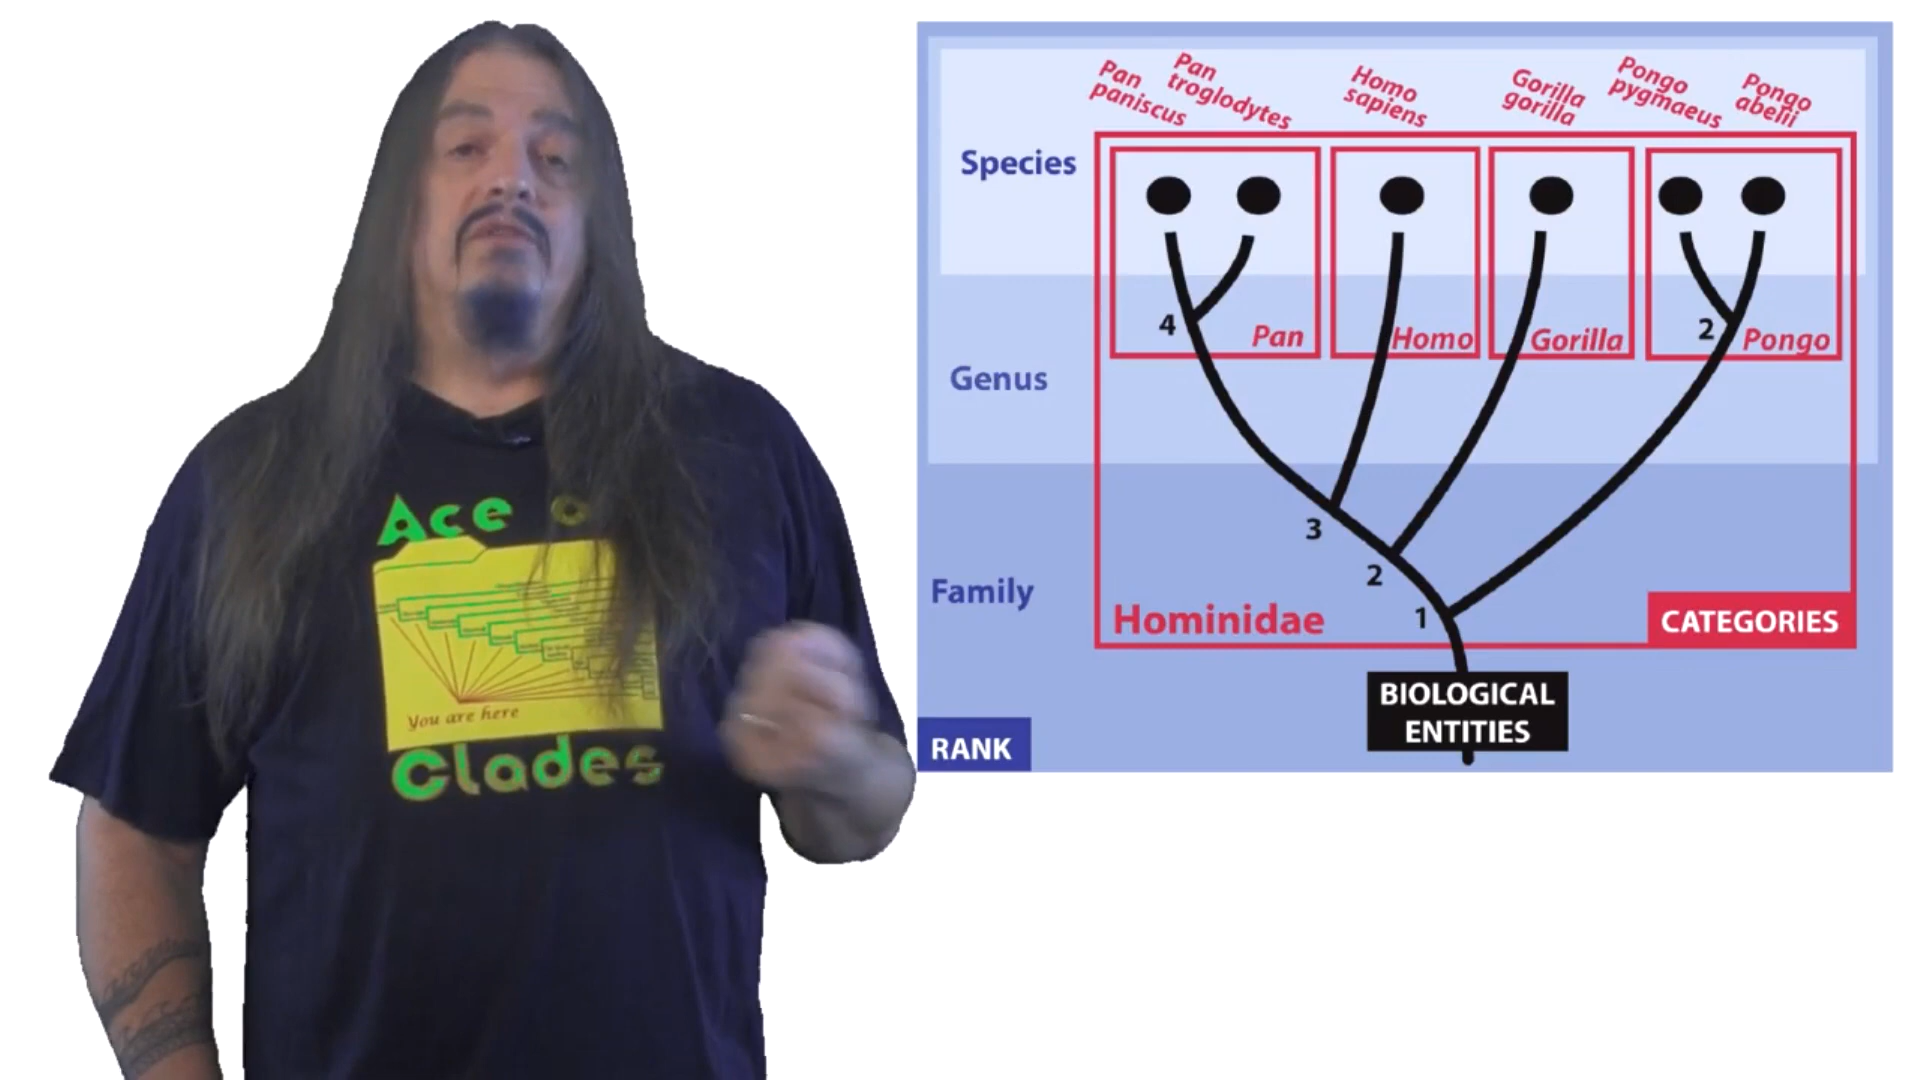 Ace
You are here
Clades
Pan
paniscus
Pan
troglodytes
Homo
sapiens
Gorilla
gorilla
Pongo
pygmaeus
Pongo
abelii
Species
4
Pan
Homo
Gorilla
2
Pongo
Genus
3
2
Family
1
Hominidae
CATEGORIES
BIOLOGICAL
ENTITIES
RANK